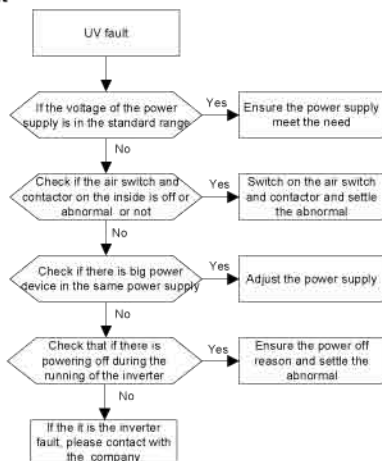 UV fault
If the voltage of the power
supply is in the standard range
Yes
Ensure the power supply
meet the need
No
Check if the air switch and
contactor on the inside is off or
abnormal or not
Yes
Switch on the air switch
and contactor and settle
the abnormal
No
Check if there is big power
device in the same power supply
Yes
Adjust the power supply
No
Check that if there is
powering off during the
running of the inverter
Yes
Ensure the power off
reason and settle the
abnormal
No
If the it is the inverter
fault, please contact with
the company